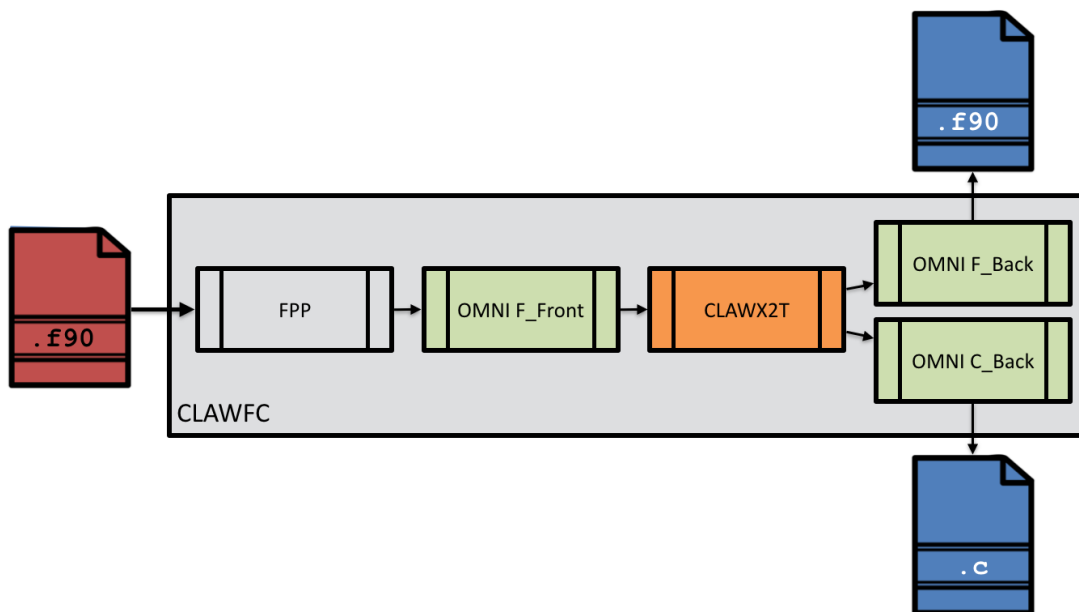 .f90
.f90
FPP
OMNI F_Front
CLAWX2T
OMNI F_Back
OMNI C_Back
CLAWFC
.c